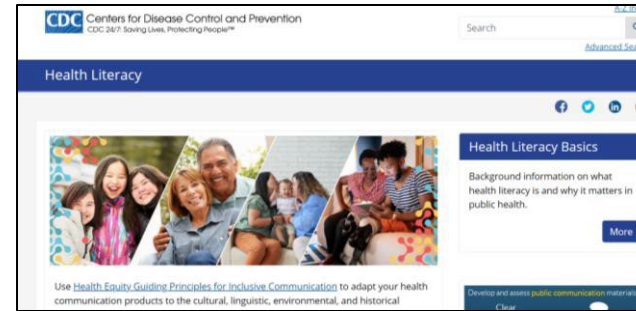 CDC Centers for Disease Control and Prevention
CDC 24/7: Saving Lives, Protecting People™
A-Z In
Search
Advanced Sea
Health Literacy
Health Literacy Basics
Background information on what
health literacy is and why it matters in
public health.
More
Use Health Equity Guiding Principles for Inclusive Communication to adapt your health
communication products to the cultural, linguistic, environmental, and historical
Develop and assess public communication materials
Clear